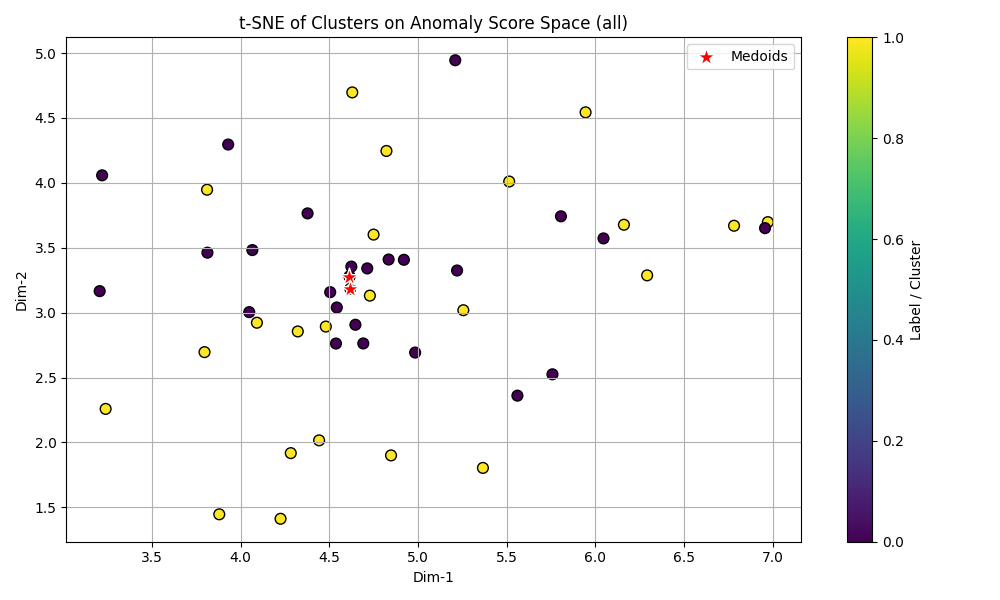 t-SNE of Clusters on Anomaly Score Space (all)
Medoids
5.0
4.5
4.0
3.5
3.0
2.5
2.0
1.5
Dim-2
3.5 4.0 4.5 5.0 5.5 6.0 6.5 7.0
Dim-1
1.0
0.8
0.6
0.4
0.2
0.0
Label / Cluster